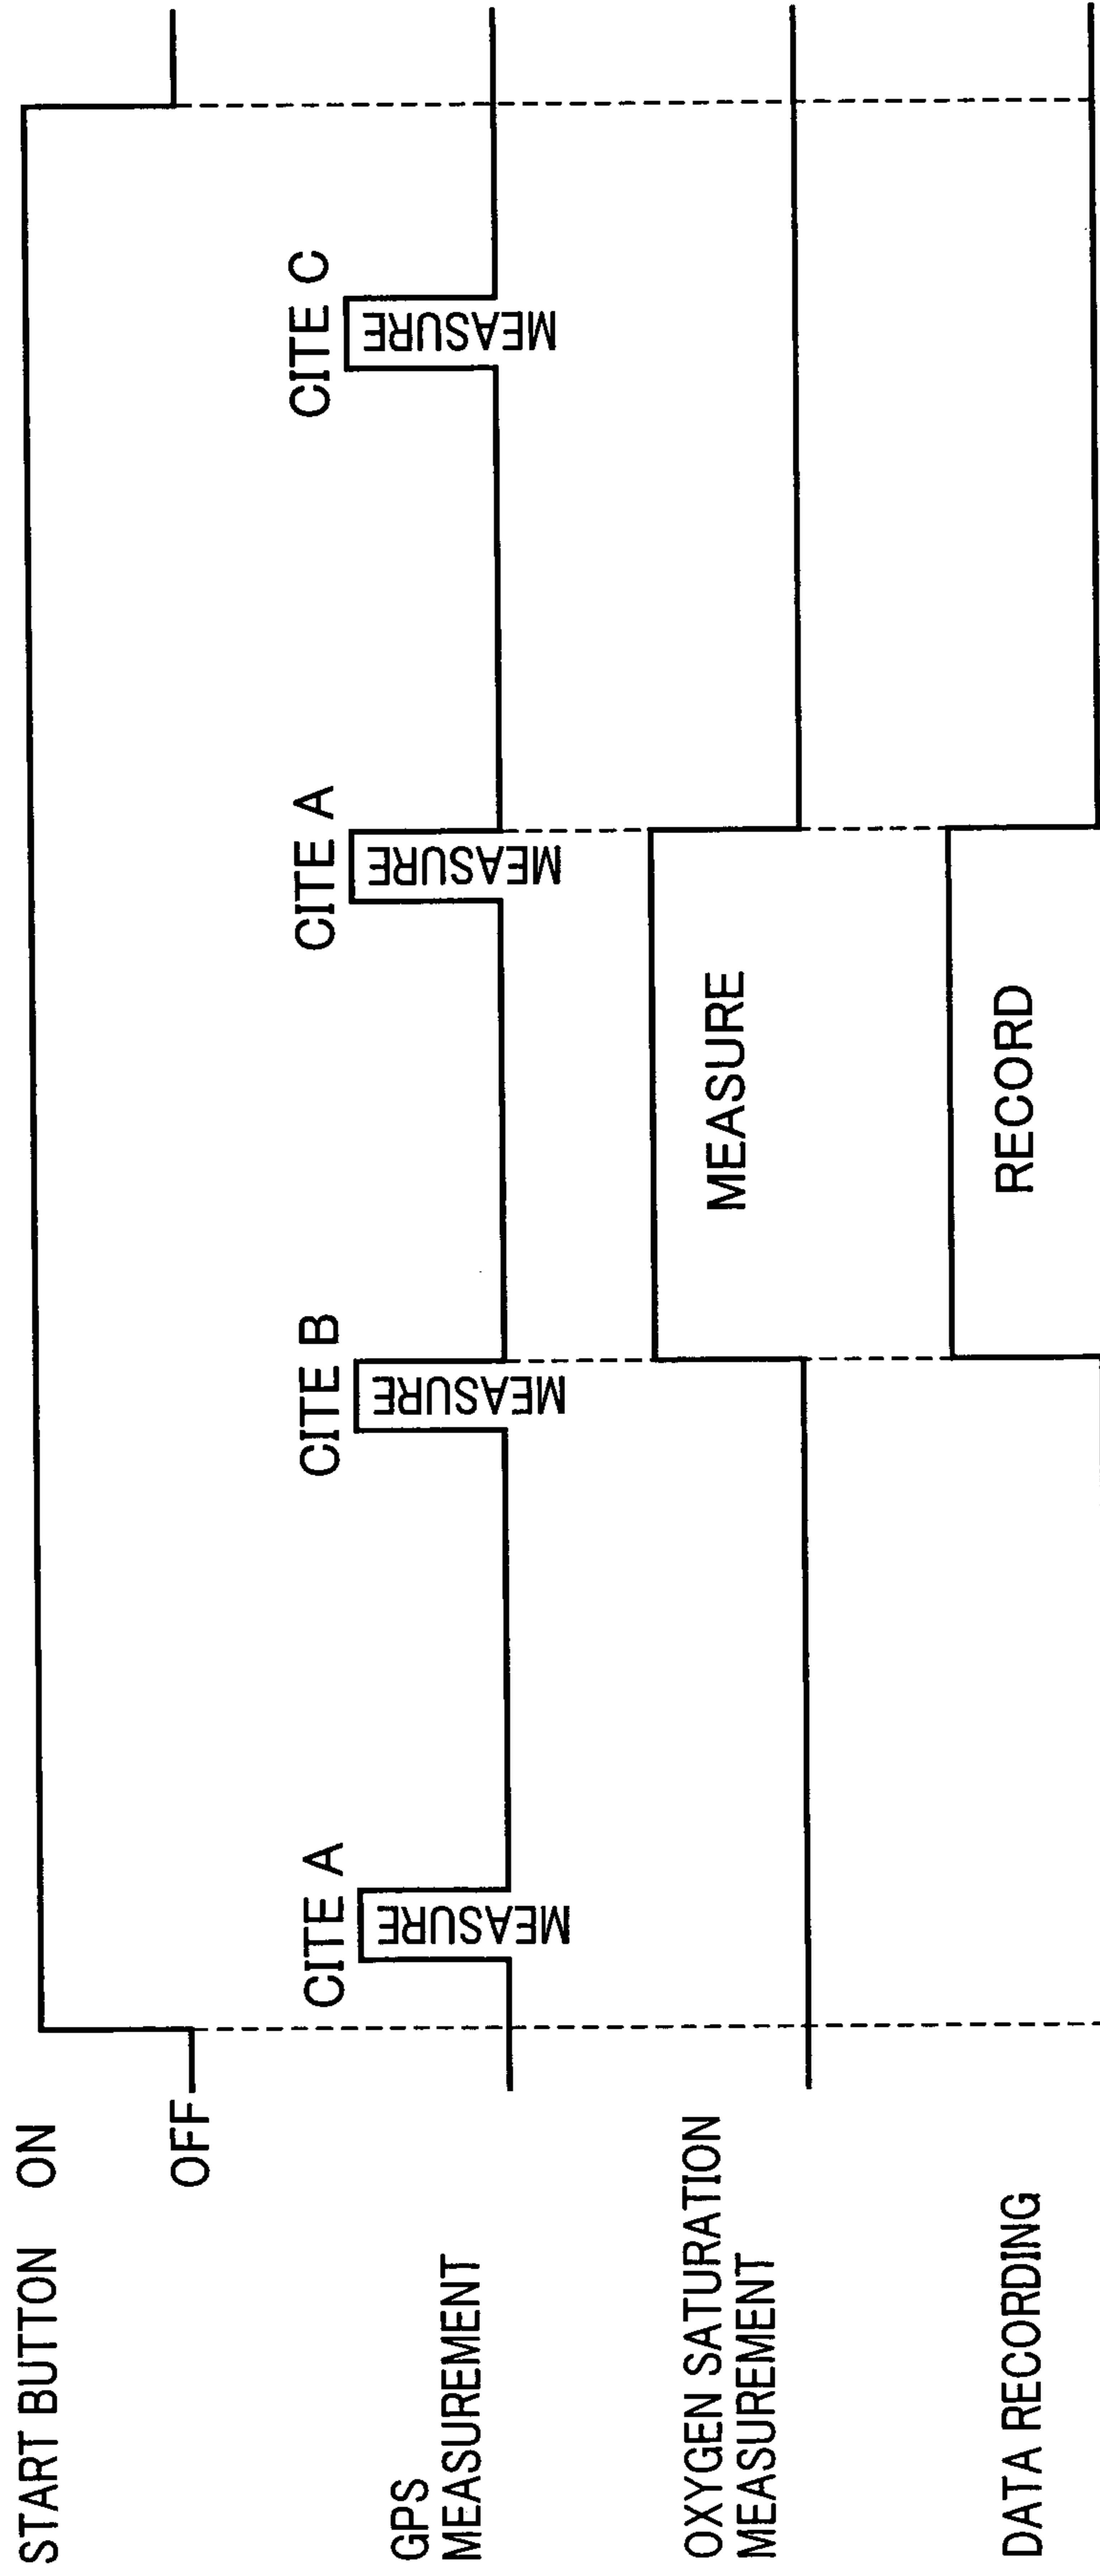 START BUTTON ON
OFF
CITE A
CITE B
CITE A
CITE C
GPS
MEASUREMENT
MEASURE
MEASURE
MEASURE
MEASURE
OXYGEN SATURATION
MEASUREMENT
MEASURE
DATA RECORDING
RECORD